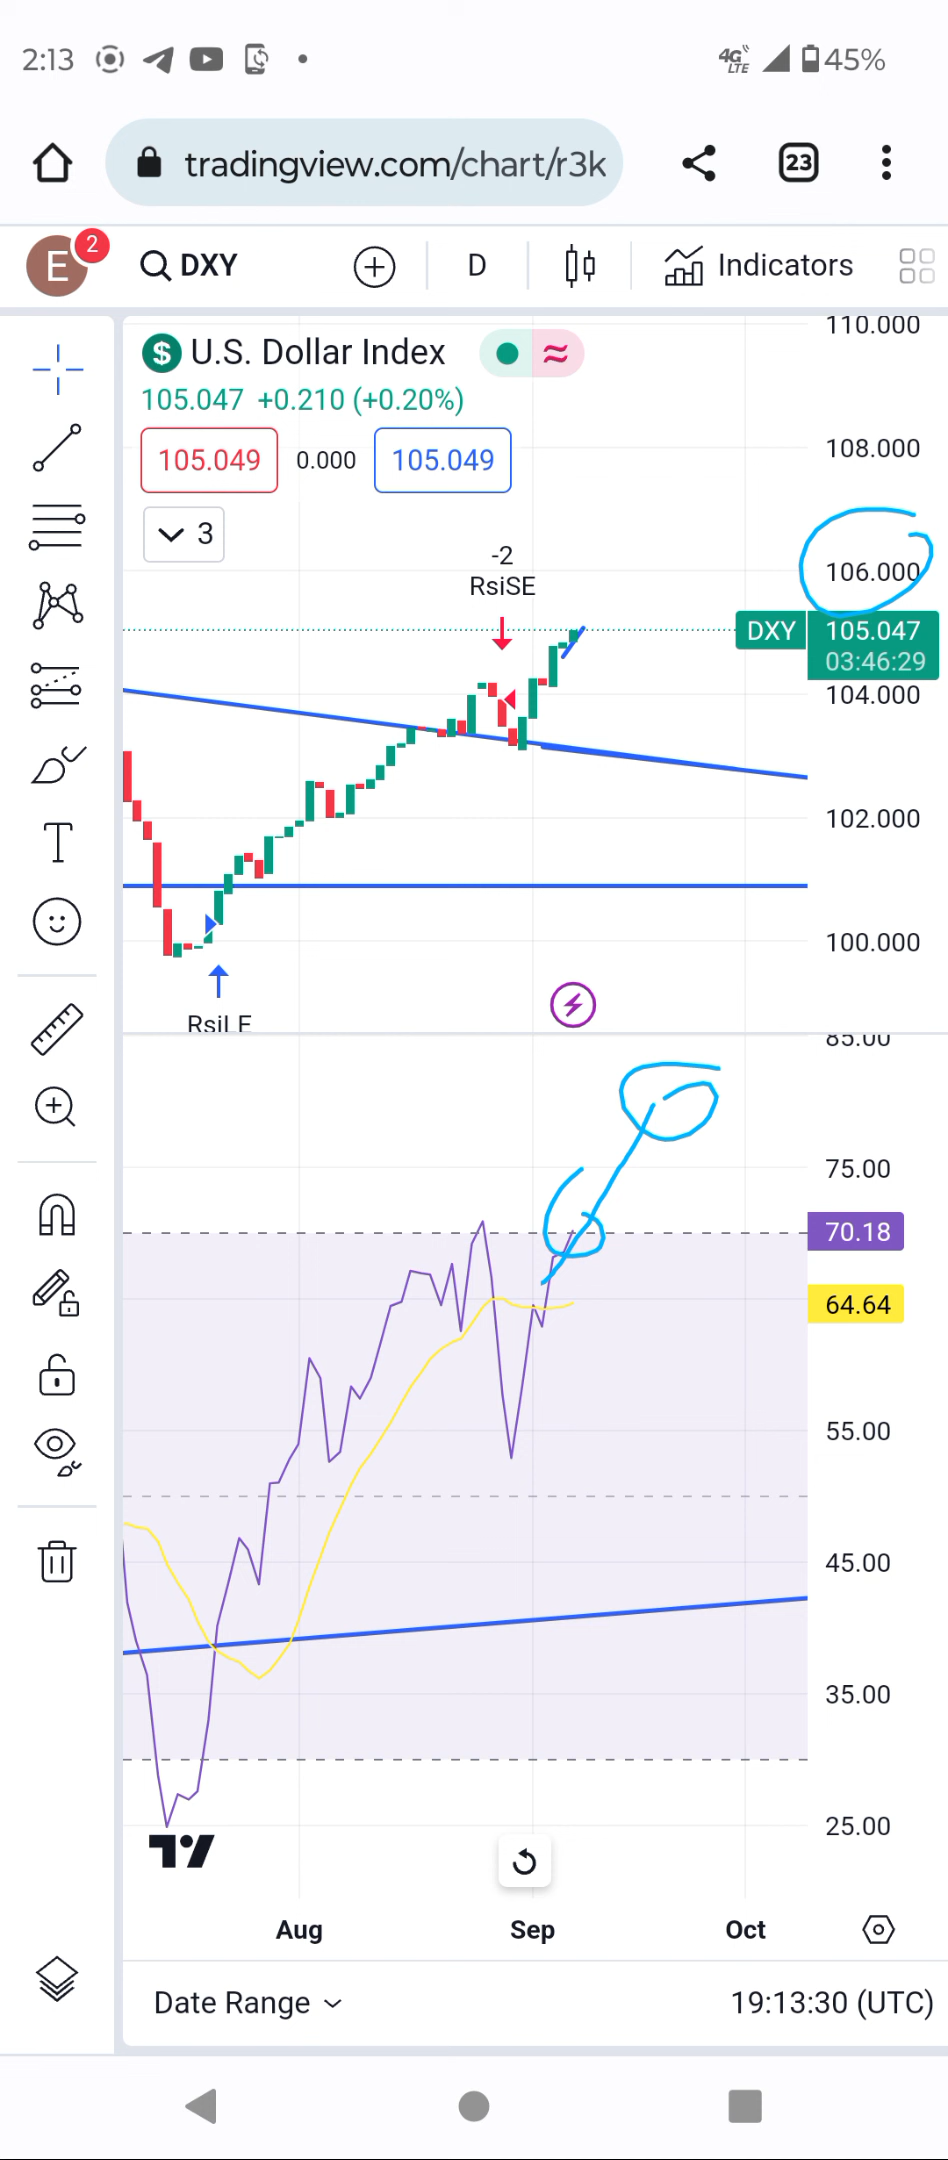 2:13 4G LTE 45%
tradingview.com/chart/r3k 23
E 2 DXY D Indicators
110.000
$ U.S. Dollar Index
105.047 +0.210 (+0.20%)
105.049 0.000 105.049
108.000
3
-2
RsiSE
106.000
DXY 105.047
03:46:29
104.000
102.000
100.000
RsiLE
85.00
75.00
70.18
64.64
55.00
45.00
35.00
25.00
Aug Sep Oct
Date Range 19:13:30 (UTC)